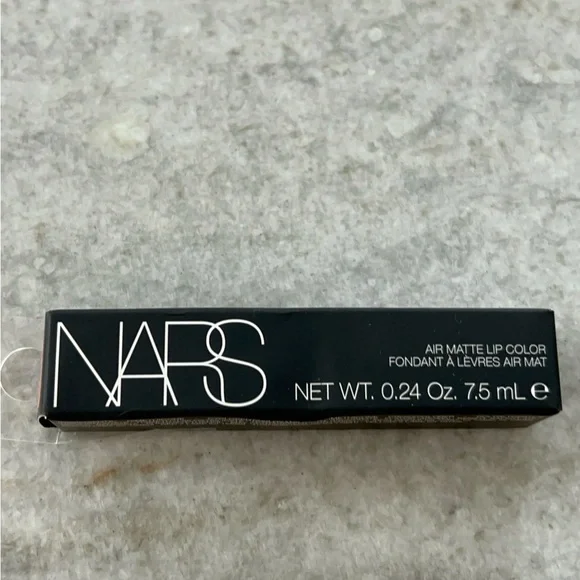 NARS
AIR MATTE LIP COLOR
FONDANT À LÈVRES AIR MAT
NET WT. 0.24 Oz. 7.5 mL ℮